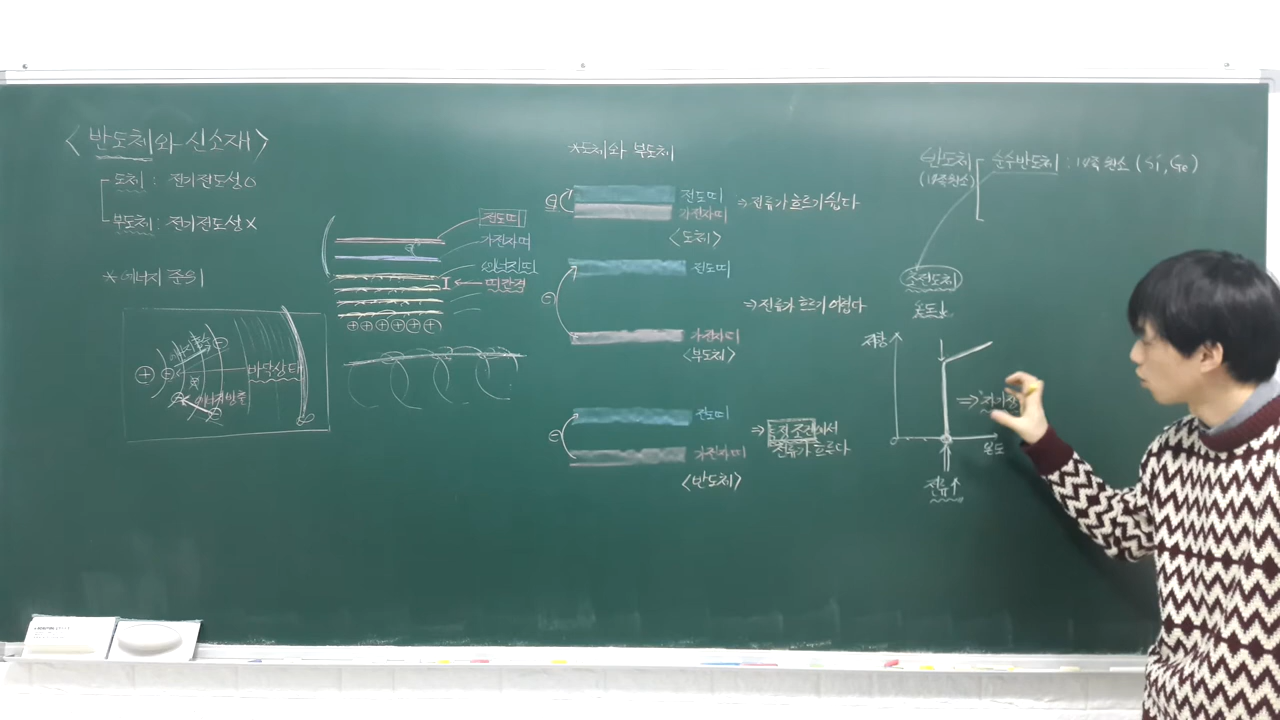 <반도체와 신소재>
도체 : 전기전도성 O
부도체 : 전기전도성 X
* 에너지 준위
바닥상태
에너지방출
전도띠
가전자띠
에너지띠
띠간격
*도체와 부도체
전도띠
가전자띠
⇒ 전류가 흐르기 쉽다
<도체>
전도띠
⇒ 전류가 흐르기 어렵다
가전자띠
<부도체>
전도띠
⇒ 특정 조건에서
전류가 흐른다
가전자띠
<반도체>
반도체
(14족 원소)
순수반도체 : 14족 원소 (Si, Ge)
초전도체
온도↓
저항
⇒ 자기장
온도
전류↑